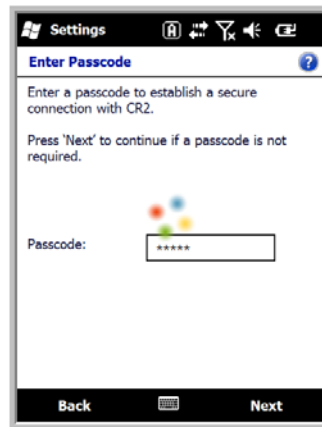 Settings
Enter Passcode
Enter a passcode to establish a secure
connection with CR2.
Press 'Next' to continue if a passcode is not
required.
Passcode:
*****
Back
Next